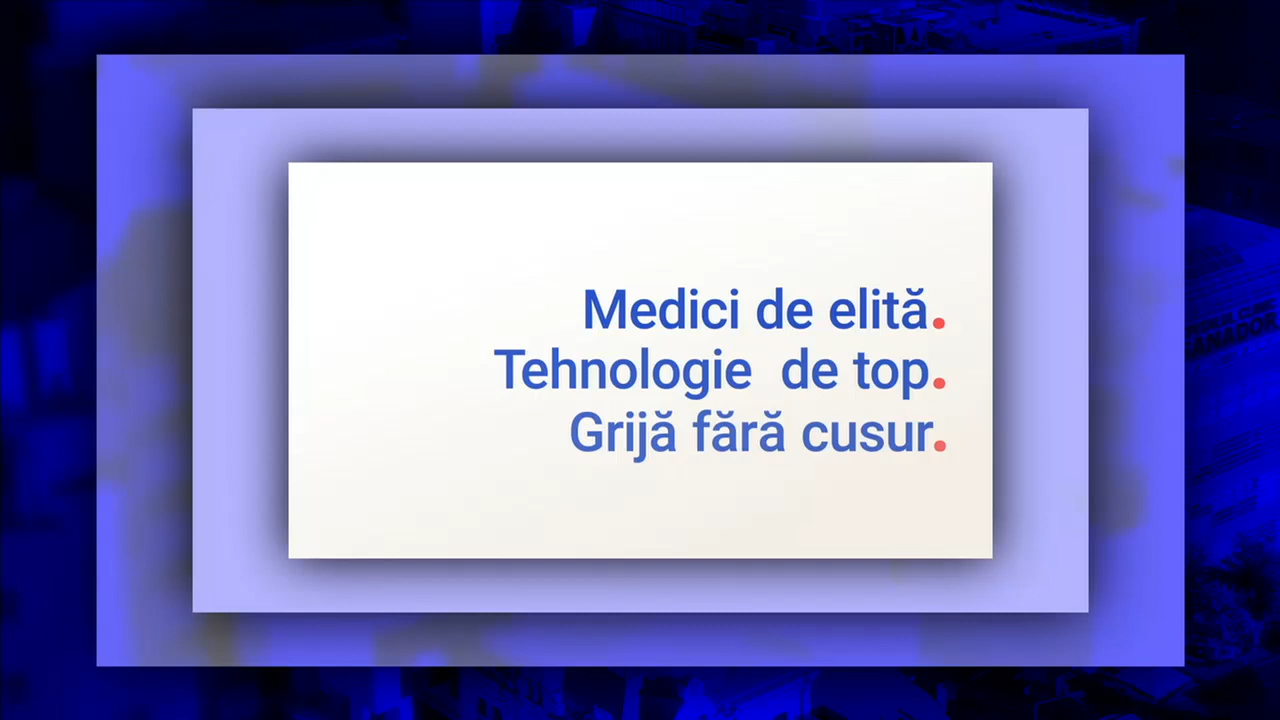 Medici de elită.
Tehnologie de top.
Grijă fără cusur.